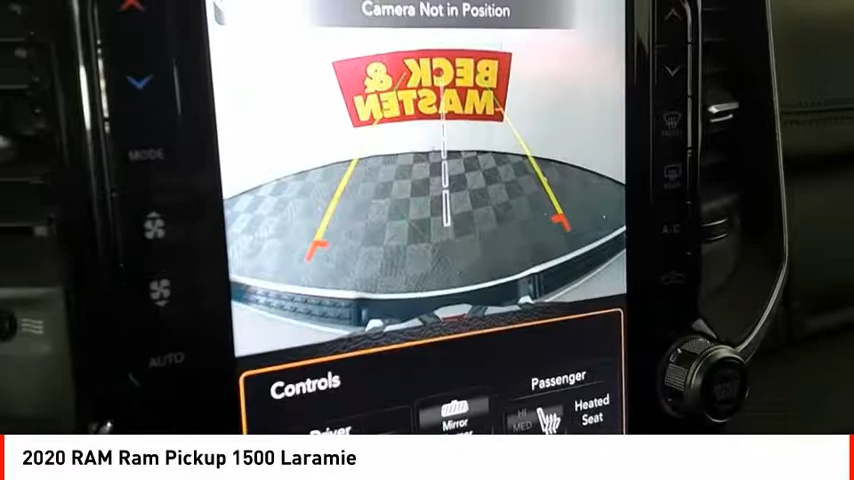 Camera Not in Position
BECK &
MASTEN
MODE
AUTO
A/C
Controls
Driver
Mirror
Passenger
HI
MED
Heated
Seat
2020 RAM Ram Pickup 1500 Laramie